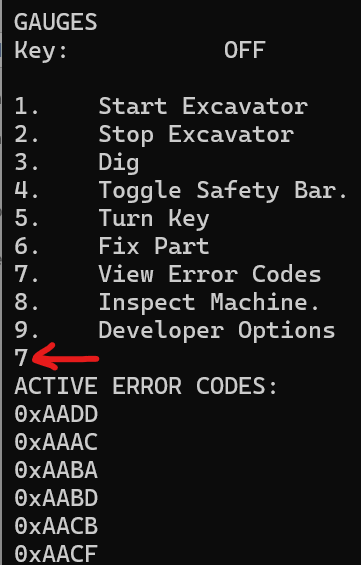 GAUGES
Key: OFF
1. Start Excavator
2. Stop Excavator
3. Dig
4. Toggle Safety Bar.
5. Turn Key
6. Fix Part
7. View Error Codes
8. Inspect Machine.
9. Developer Options
7
ACTIVE ERROR CODES:
0xAADD
0xAAAC
0xAABA
0xAABD
0xAACB
0xAACF